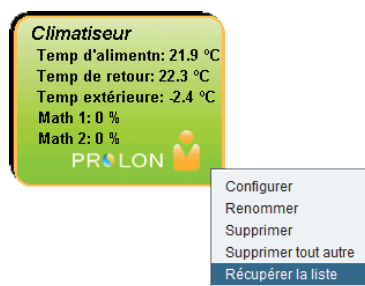 Climatiseur
Temp d'alimentn: 21.9 °C
Temp de retour: 22.3 °C
Temp extérieure: -2.4 °C
Math 1: 0 %
Math 2: 0 %
PROLON
Configurer
Renommer
Supprimer
Supprimer tout autre
Récupérer la liste